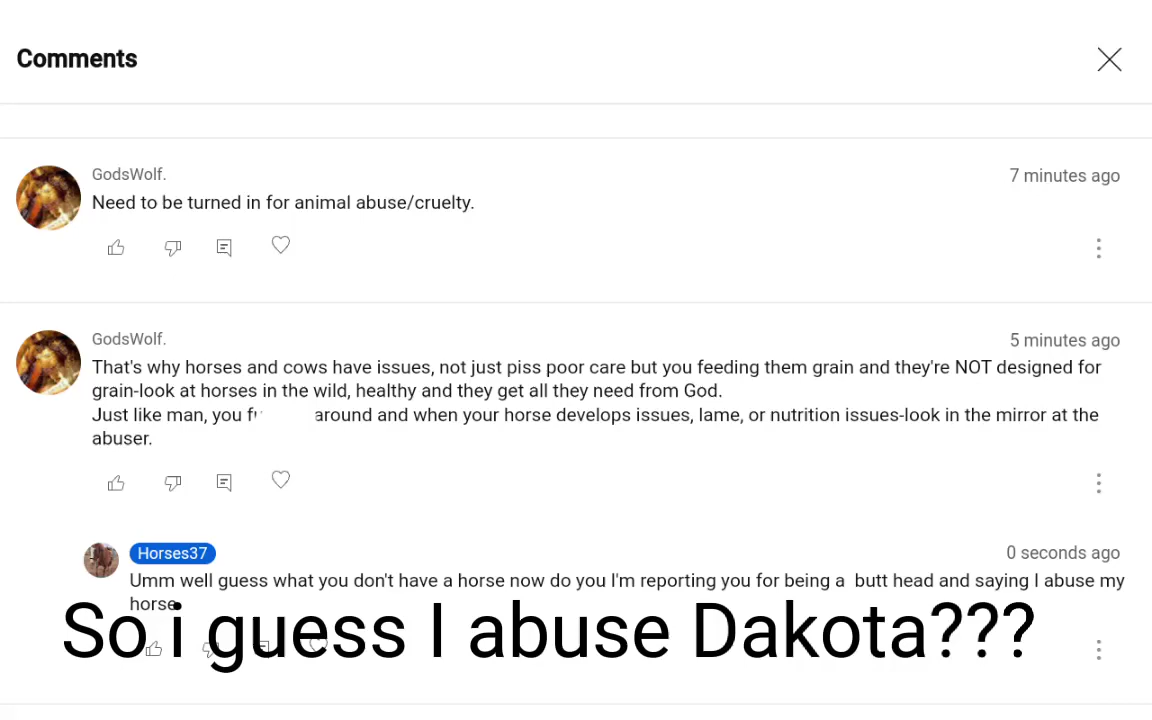 Comments
GodsWolf.
7 minutes ago
Need to be turned in for animal abuse/cruelty.
GodsWolf.
5 minutes ago
That's why horses and cows have issues, not just piss poor care but you feeding them grain and they're NOT designed for
grain-look at horses in the wild, healthy and they get all they need from God.
Just like man, you around and when your horse develops issues, lame, or nutrition issues-look in the mirror at the
abuser.
Horses37
0 seconds ago
Umm well guess what you don't have a horse now do you I'm reporting you for being a butt head and saying I abuse my
horse
So i guess I abuse Dakota???